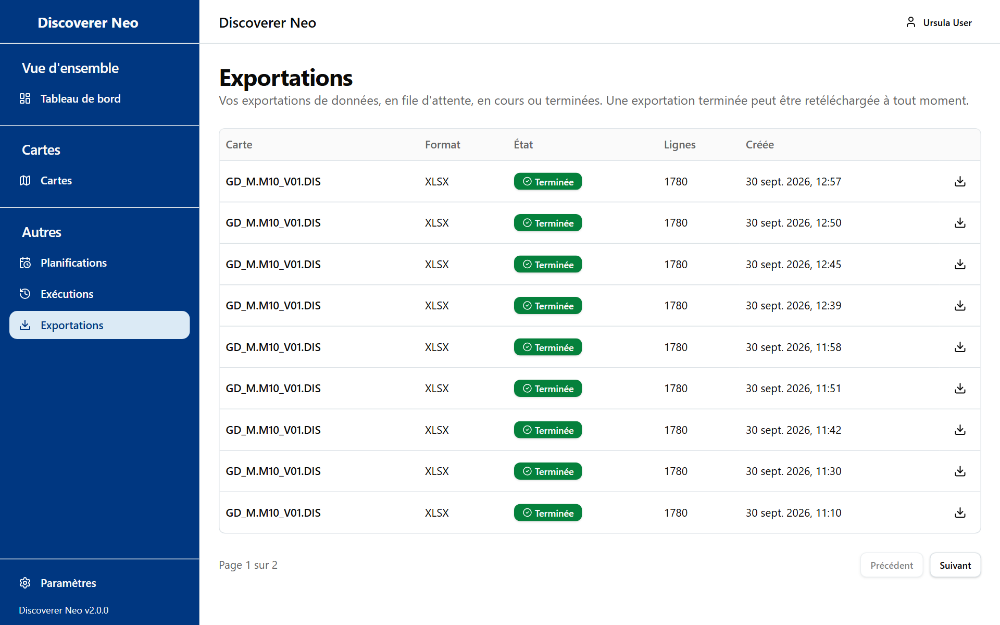 Discoverer Neo
Vue d'ensemble
Tableau de bord
Cartes
Cartes
Autres
Planifications
Exécutions
Exportations
Paramètres
Discoverer Neo v2.0.0
Discoverer Neo
Ursula User
Exportations
Vos exportations de données, en file d'attente, en cours ou terminées. Une exportation terminée peut être retéléchargée à tout moment.
Carte Format État Lignes Créée
GD_M.M10_V01.DIS XLSX Terminée 1780 30 sept. 2026, 12:57
GD_M.M10_V01.DIS XLSX Terminée 1780 30 sept. 2026, 12:50
GD_M.M10_V01.DIS XLSX Terminée 1780 30 sept. 2026, 12:45
GD_M.M10_V01.DIS XLSX Terminée 1780 30 sept. 2026, 12:39
GD_M.M10_V01.DIS XLSX Terminée 1780 30 sept. 2026, 11:58
GD_M.M10_V01.DIS XLSX Terminée 1780 30 sept. 2026, 11:51
GD_M.M10_V01.DIS XLSX Terminée 1780 30 sept. 2026, 11:42
GD_M.M10_V01.DIS XLSX Terminée 1780 30 sept. 2026, 11:30
GD_M.M10_V01.DIS XLSX Terminée 1780 30 sept. 2026, 11:10
Page 1 sur 2
Précédent Suivant